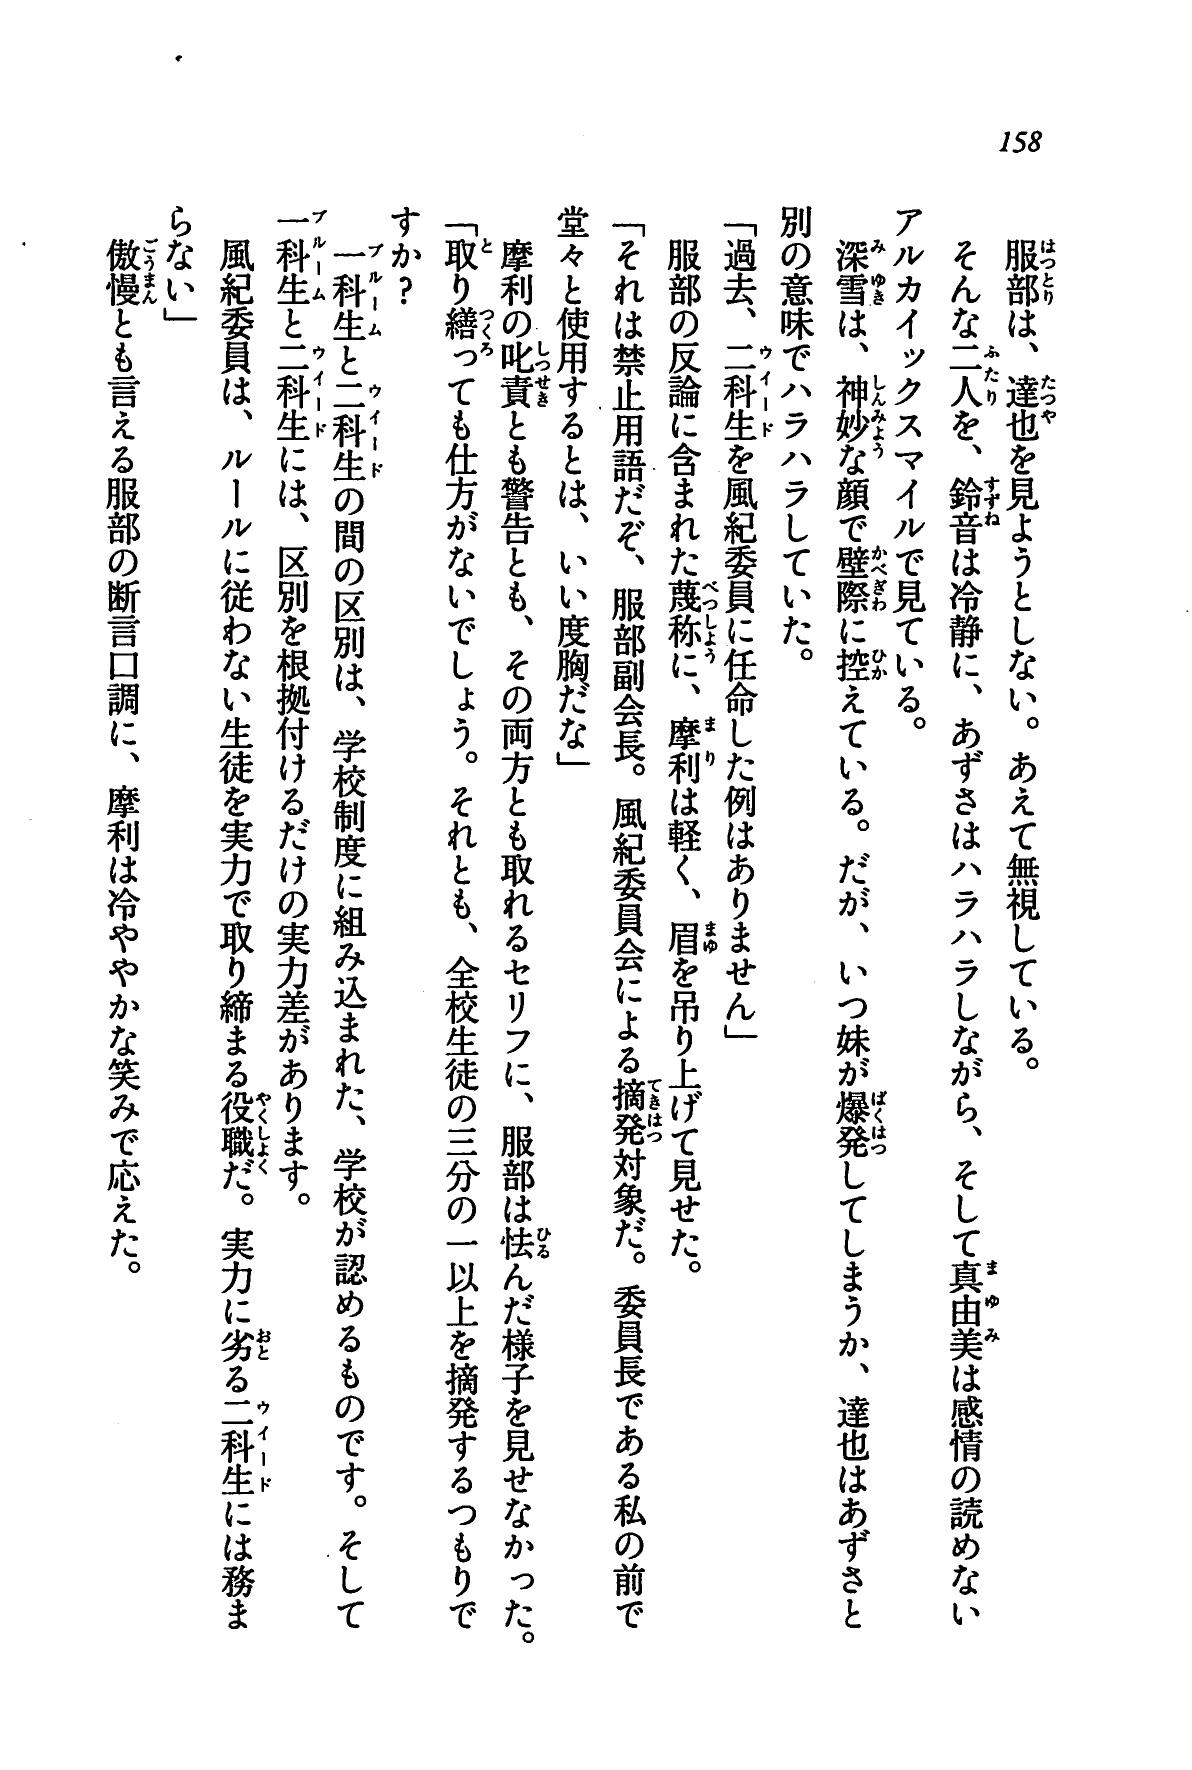 158
服部は、達也を見ようとしない。あえて無視している。
そんな二人を、鈴音は冷静に、あずさはハラハラしながら、そして真由美は感情の読めない
アルカイックスマイルで見ている。
深雪は、神妙な顔で壁際に控えている。だが、いつ妹が爆発してしまうか、達也はあずさと
別の意味でハラハラしていた。
「過去、二科生を風紀委員に任命した例はありません」
服部の反論に含まれた蔑称に、摩利は軽く、眉を吊り上げて見せた。
「それは禁止用語だぞ、服部副会長。風紀委員会による摘発対象だ。委員長である私の前で
堂々と使用するとは、いい度胸だな」
摩利の叱責とも警告とも、その両方とも取れるセリフに、服部は怯んだ様子を見せなかった。
「取り繕っても仕方がないでしょう。それとも、全校生徒の三分の一以上を摘発するつもりで
すか？
一科生と二科生の間の区別は、学校制度に組み込まれた、学校が認めるものです。そして
一科生と二科生には、区別を根拠付けるだけの実力差があります。
風紀委員は、ルールに従わない生徒を実力で取り締まる役職だ。実力に劣る二科生には務ま
らない」
傲慢とも言える服部の断言口調に、摩利は冷ややかな笑みで応えた。